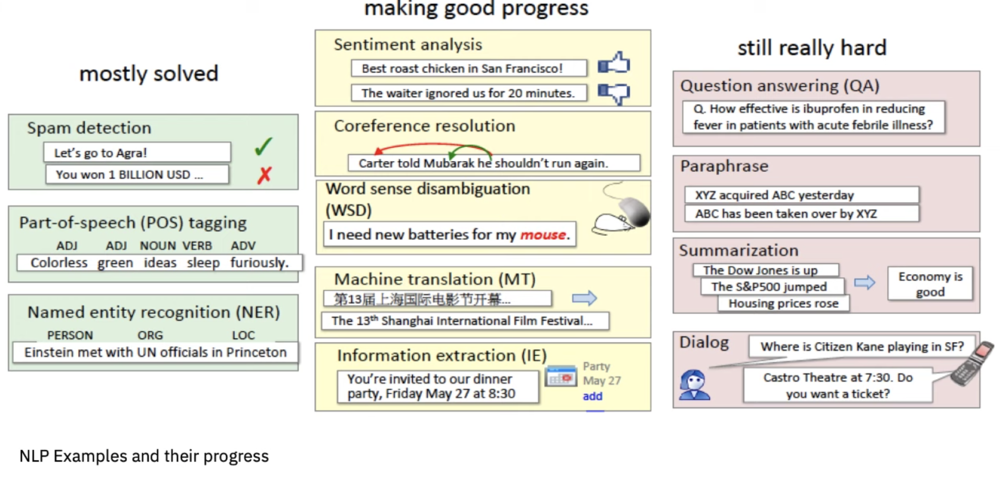 making good progress
mostly solved
still really hard
Spam detection
Let's go to Agra!
You won 1 BILLION USD ...
Part-of-speech (POS) tagging
ADJ ADJ NOUN VERB ADV
Colorless green ideas sleep furiously.
Named entity recognition (NER)
PERSON ORG LOC
Einstein met with UN officials in Princeton
Sentiment analysis
Best roast chicken in San Francisco!
The waiter ignored us for 20 minutes.
Coreference resolution
Carter told Mubarak he shouldn't run again.
Word sense disambiguation
(WSD)
I need new batteries for my mouse.
Machine translation (MT)
第13届上海国际电影节开幕...
The 13th Shanghai International Film Festival...
Information extraction (IE)
You're invited to our dinner
party, Friday May 27 at 8:30
Party
May 27
add
Question answering (QA)
Q. How effective is ibuprofen in reducing
fever in patients with acute febrile illness?
Paraphrase
XYZ acquired ABC yesterday
ABC has been taken over by XYZ
Summarization
The Dow Jones is up
The S&P500 jumped
Housing prices rose
Economy is
good
Dialog
Where is Citizen Kane playing in SF?
Castro Theatre at 7:30. Do
you want a ticket?
NLP Examples and their progress